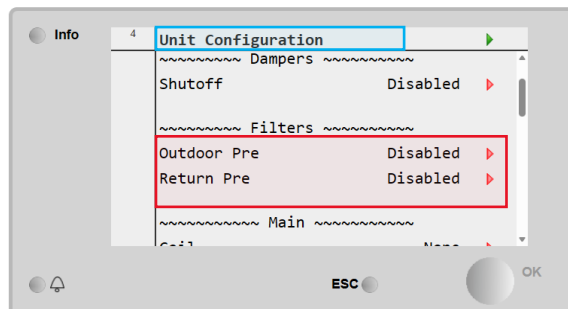 Info
4 Unit Configuration
~~~~~~~~~ Dampers ~~~~~~~~~~
Shutoff Disabled
~~~~~~~~~ Filters ~~~~~~~~~~
Outdoor Pre Disabled
Return Pre Disabled
~~~~~~~~~~~ Main ~~~~~~~~~~~
ESC
OK